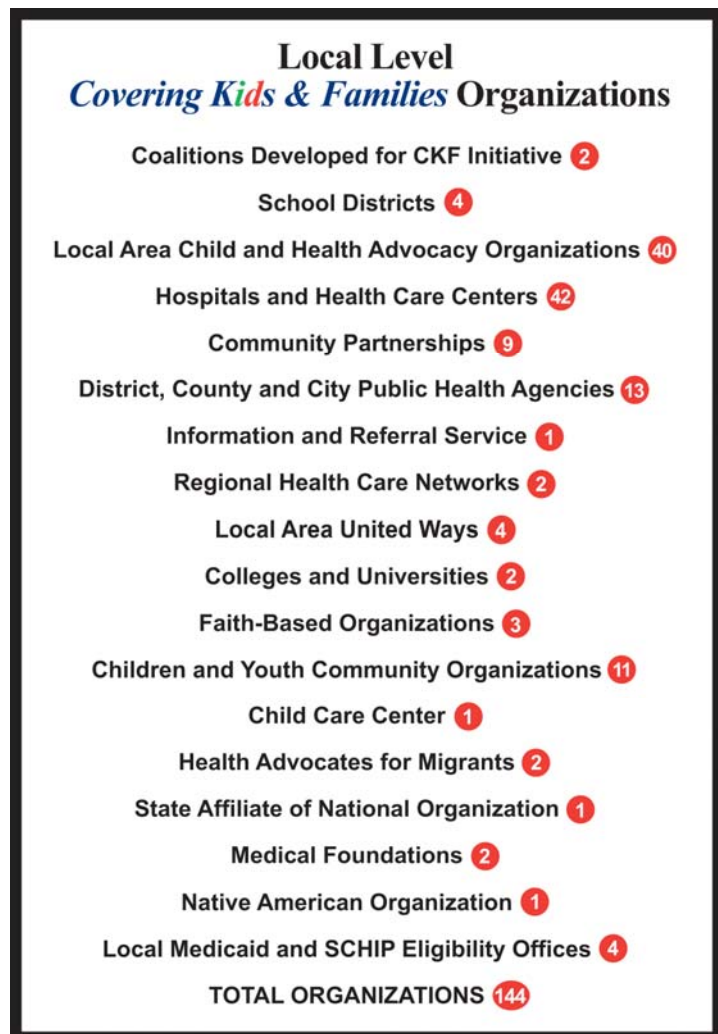 Local Level
Covering Kids & Families Organizations
Coalitions Developed for CKF Initiative 2
School Districts 4
Local Area Child and Health Advocacy Organizations 40
Hospitals and Health Care Centers 42
Community Partnerships 9
District, County and City Public Health Agencies 13
Information and Referral Service 1
Regional Health Care Networks 2
Local Area United Ways 4
Colleges and Universities 2
Faith-Based Organizations 3
Children and Youth Community Organizations 11
Child Care Center 1
Health Advocates for Migrants 2
State Affiliate of National Organization 1
Medical Foundations 2
Native American Organization 1
Local Medicaid and SCHIP Eligibility Offices 4
TOTAL ORGANIZATIONS 144